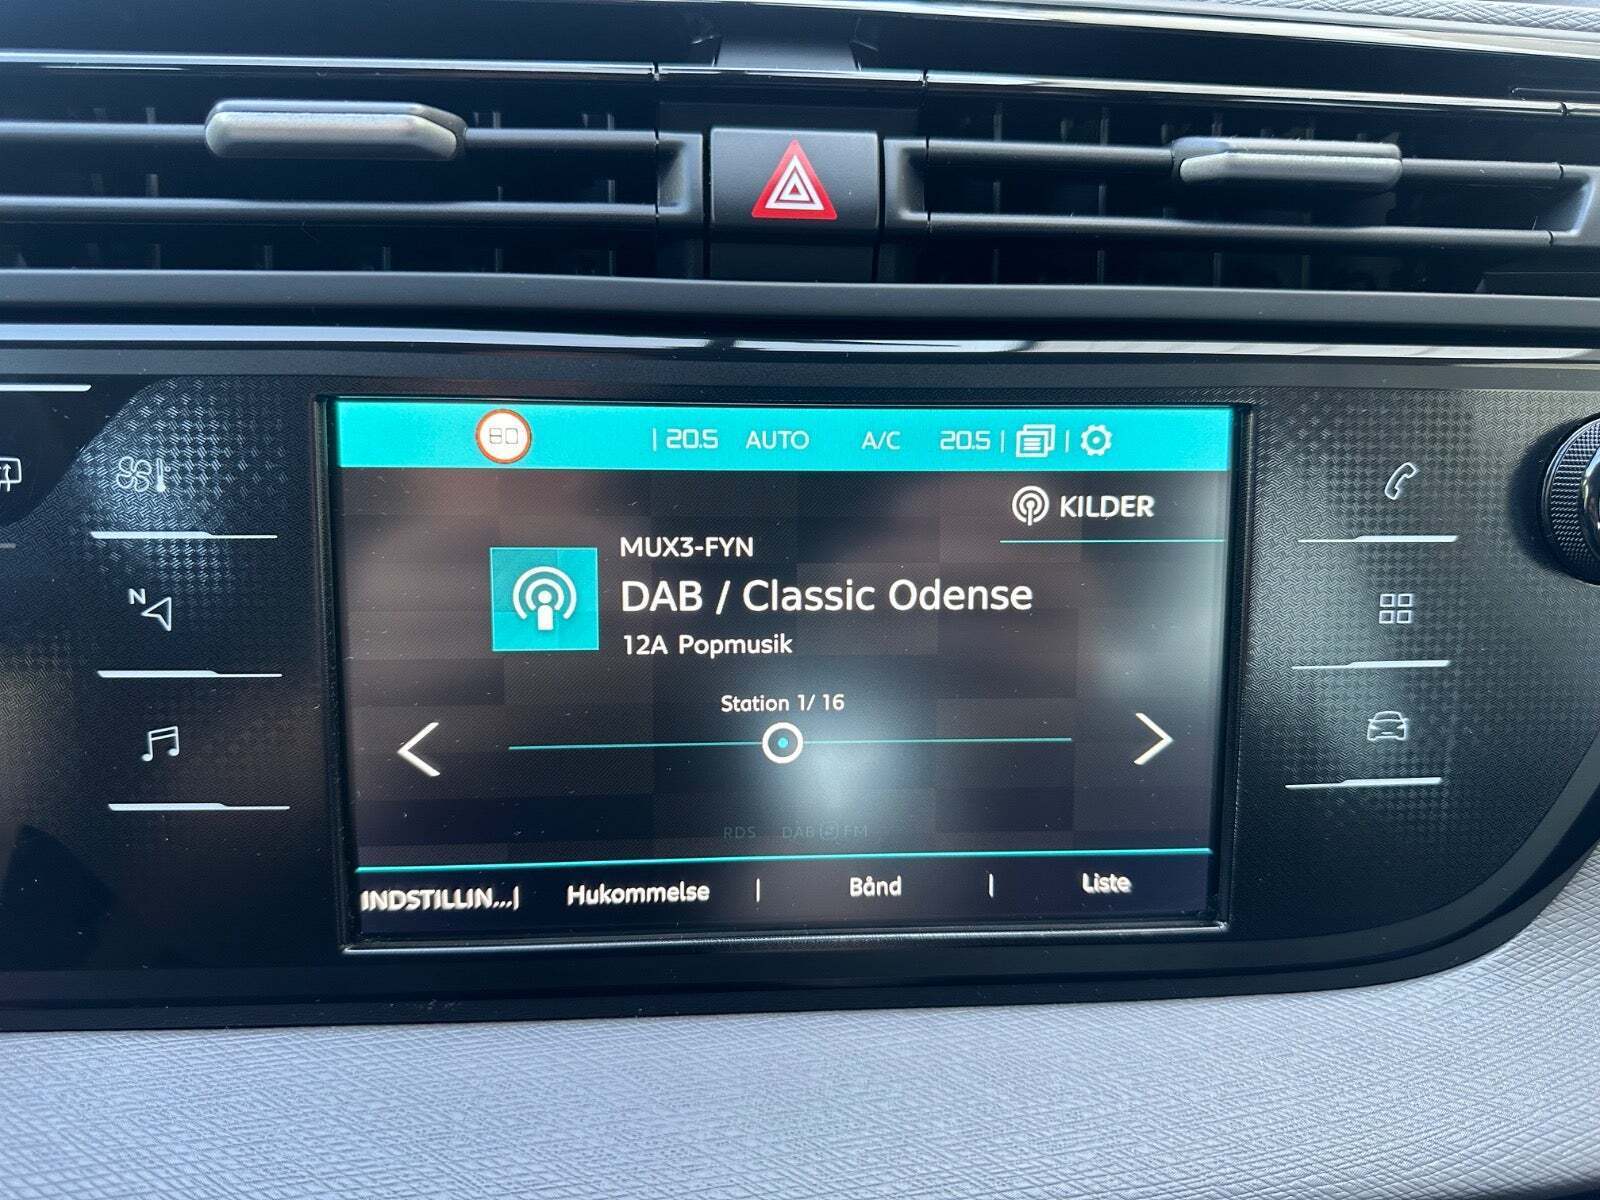 80 | 20.5 AUTO A/C 20.5 | |
KILDER
MUX3-FYN
DAB / Classic Odense
12A Popmusik
Station 1/ 16
RDS DAB FM
INDSTILLIN...| Hukommelse | Bånd | Liste
N